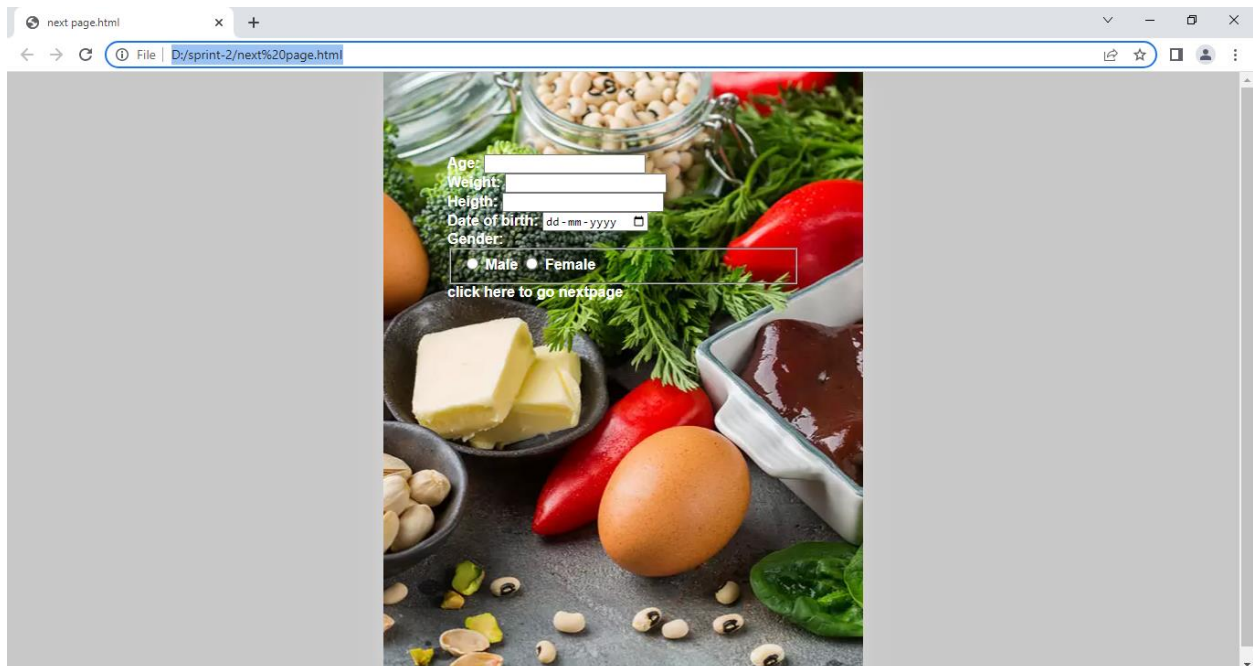 next page.html
File | D:/sprint-2/next%20page.html
Age:
Weight:
Heigth:
Date of birth: dd-mm-yyyy
Gender:
Male Female
click here to go nextpage